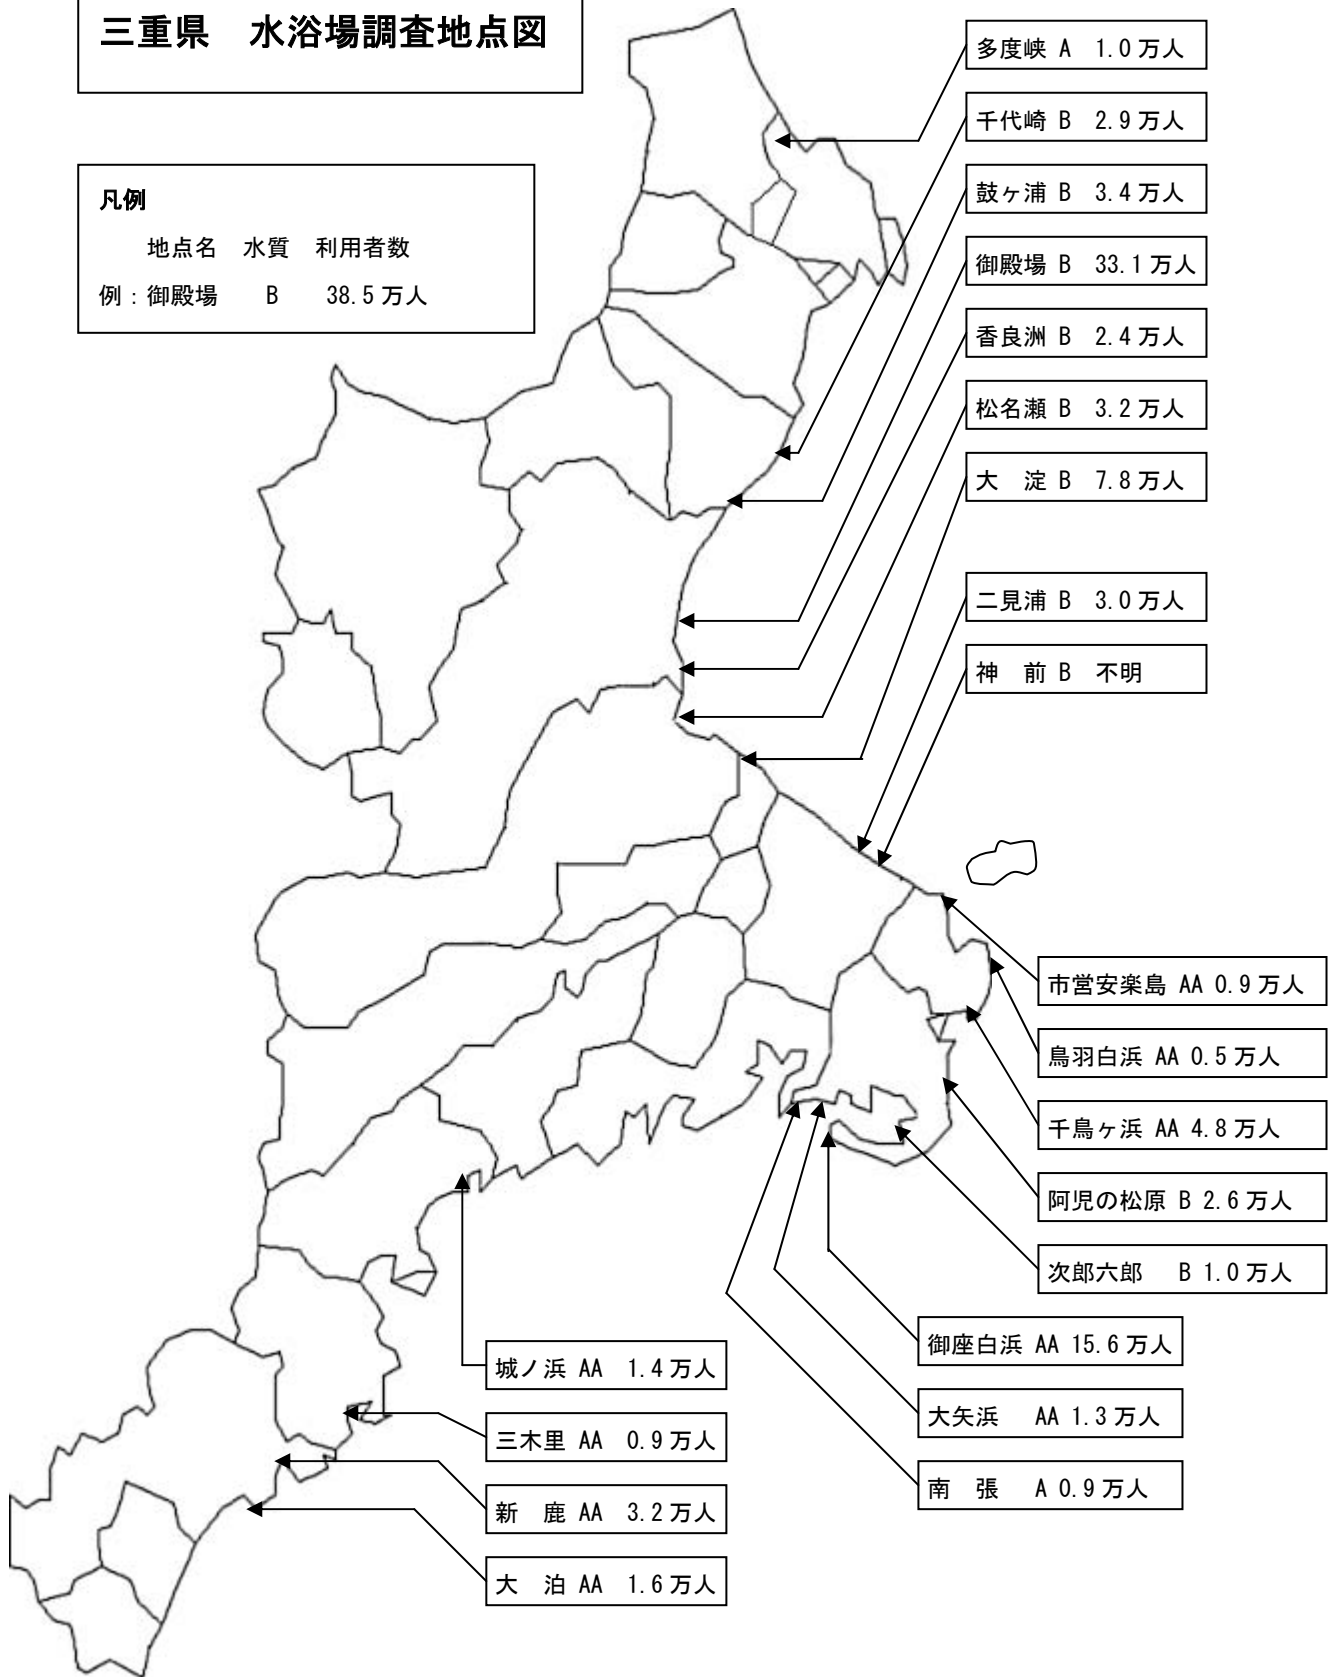 三重県　水浴場調査地点図
凡例
地点名　水質　利用者数
例：御殿場　B　38.5万人
多度峡 A　1.0万人
千代崎 B　2.9万人
鼓ヶ浦 B　3.4万人
御殿場 B　33.1万人
香良洲 B　2.4万人
松名瀬 B　3.2万人
大　淀 B　7.8万人
二見浦 B　3.0万人
神　前 B　不明
市営安楽島 AA 0.9万人
鳥羽白浜 AA 0.5万人
千鳥ヶ浜 AA 4.8万人
阿児の松原 B 2.6万人
次郎六郎　B 1.0万人
御座白浜 AA 15.6万人
大矢浜　AA 1.3万人
南　張　A 0.9万人
城ノ浜 AA　1.4万人
三木里 AA　0.9万人
新　鹿 AA　3.2万人
大　泊 AA　1.6万人